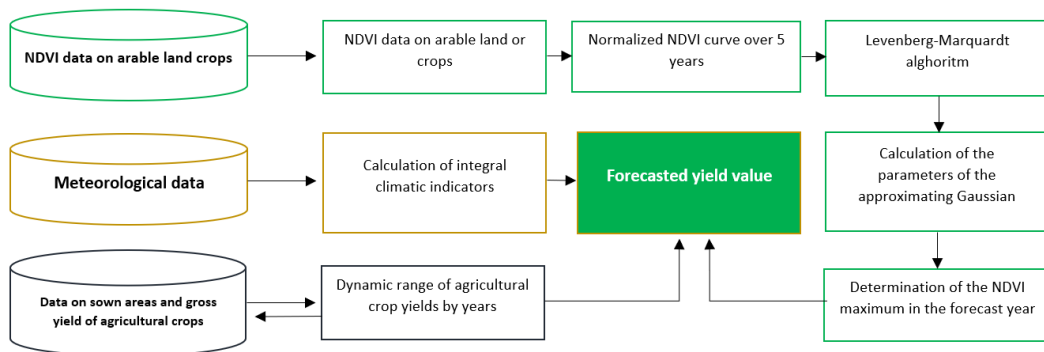 NDVI data on arable land crops
NDVI data on arable land or
crops
Normalized NDVI curve over 5
years
Levenberg-Marquardt
alghoritm
Meteorological data
Calculation of integral
climatic indicators
Forecasted yield value
Calculation of the
parameters of the
approximating Gaussian
Data on sown areas and gross
yield of agricultural crops
Dynamic range of agricultural
crop yields by years
Determination of the NDVI
maximum in the forecast year